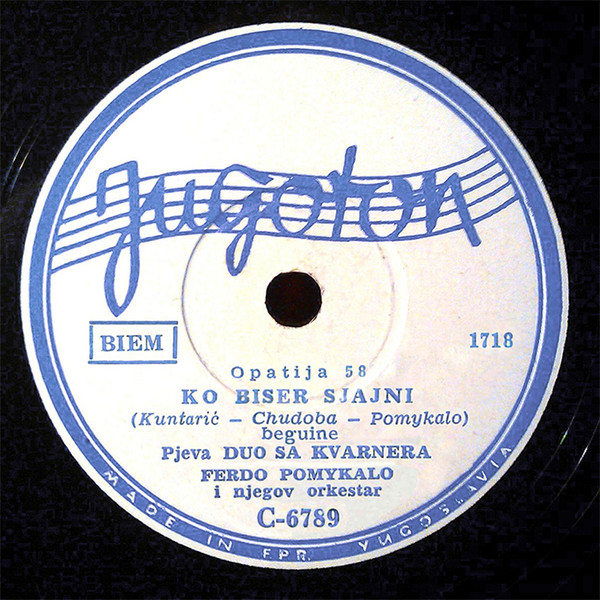 Jugoton
BIEM
1718
Opatija 58
KO BISER SJAJNI
(Kuntarić – Chudoba – Pomykalo)
beguine
Pjeva DUO SA KVARNERA
FERDO POMYKALO
i njegov orkestar
C-6789
MADE IN F.P.R. YUGOSLAVIA